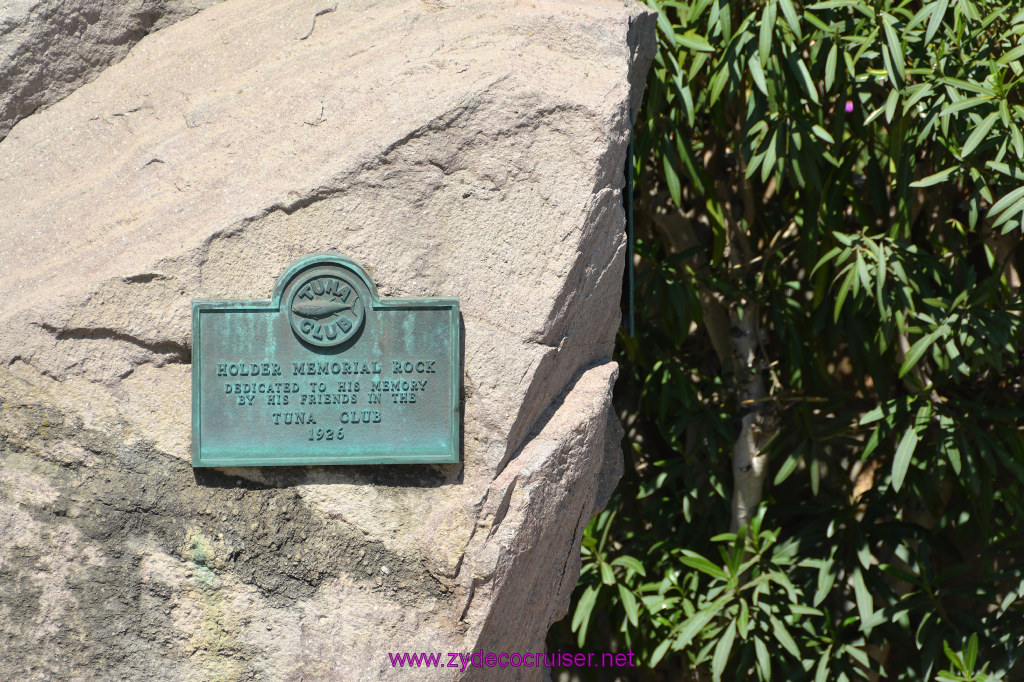 TUNA
CLUB
HOLDER MEMORIAL ROCK
DEDICATED TO HIS MEMORY
BY HIS FRIENDS IN THE
TUNA CLUB
1926
www.zydecocruiser.net